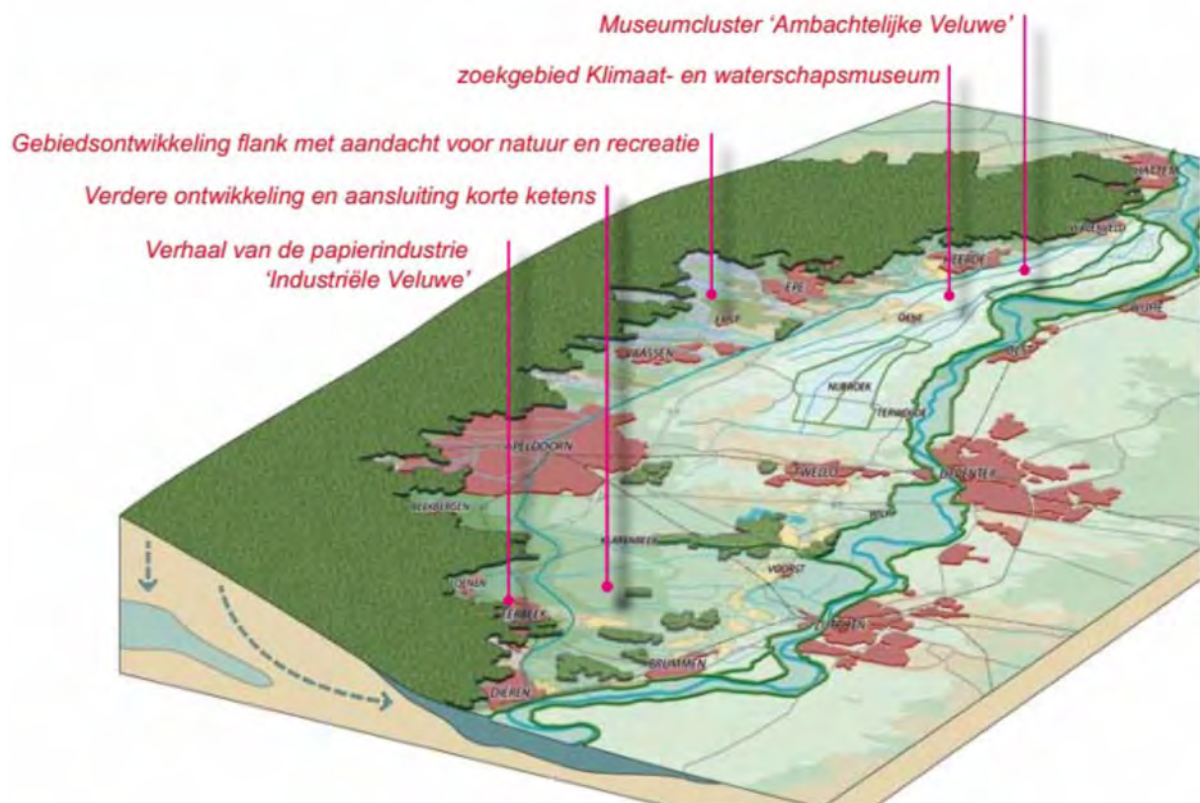 Museumcluster ‘Ambachtelijke Veluwe’
zoekgebied Klimaat- en waterschapsmuseum
Gebiedsontwikkeling flank met aandacht voor natuur en recreatie
Verdere ontwikkeling en aansluiting korte ketens
Verhaal van de papierindustrie
‘Industriële Veluwe’
HATTEM
HEERDE
EPE
OENE
EMST
VAASSEN
NIJBROEK
TERWOLDE
APELDOORN
TWELLO
DEVENTER
BEEKBERGEN
WILP
KLARENBEEK
VOORST
LOENEN
EERBEEK
ZUTPHEN
BRUMMEN
DIEREN